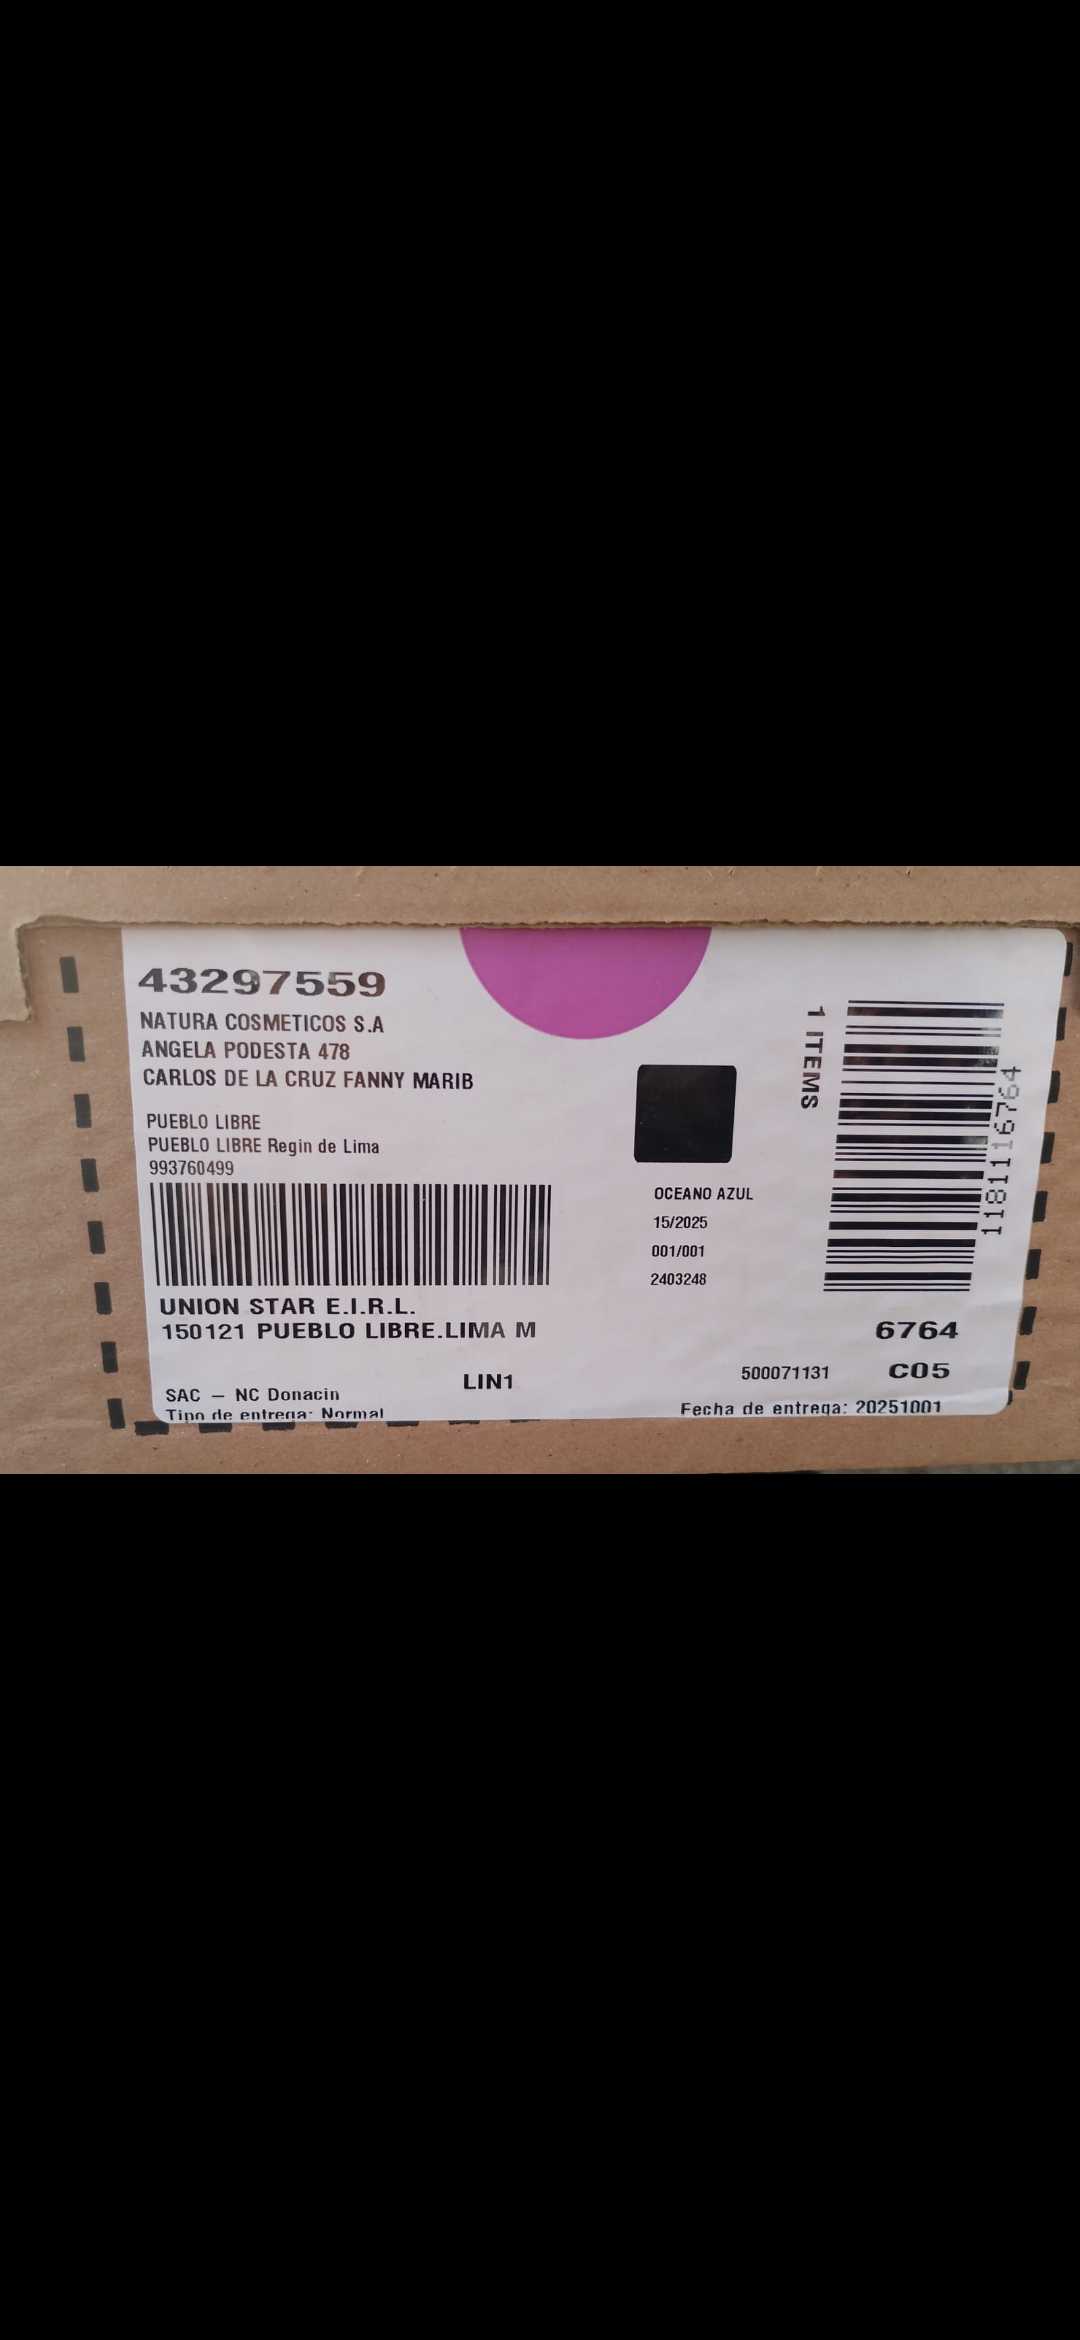 43297559
NATURA COSMETICOS S.A
ANGELA PODESTA 478
CARLOS DE LA CRUZ FANNY MARIB
PUEBLO LIBRE
PUEBLO LIBRE Regin de Lima
993760499
UNION STAR E.I.R.L.
150121 PUEBLO LIBRE.LIMA M
LIN1
SAC – NC Donacin
Tipo de entrega: Normal
OCEANO AZUL
15/2025
001/001
2403248
1 ITEMS
1181116764
6764
500071131 C05
Fecha de entrega: 20251001